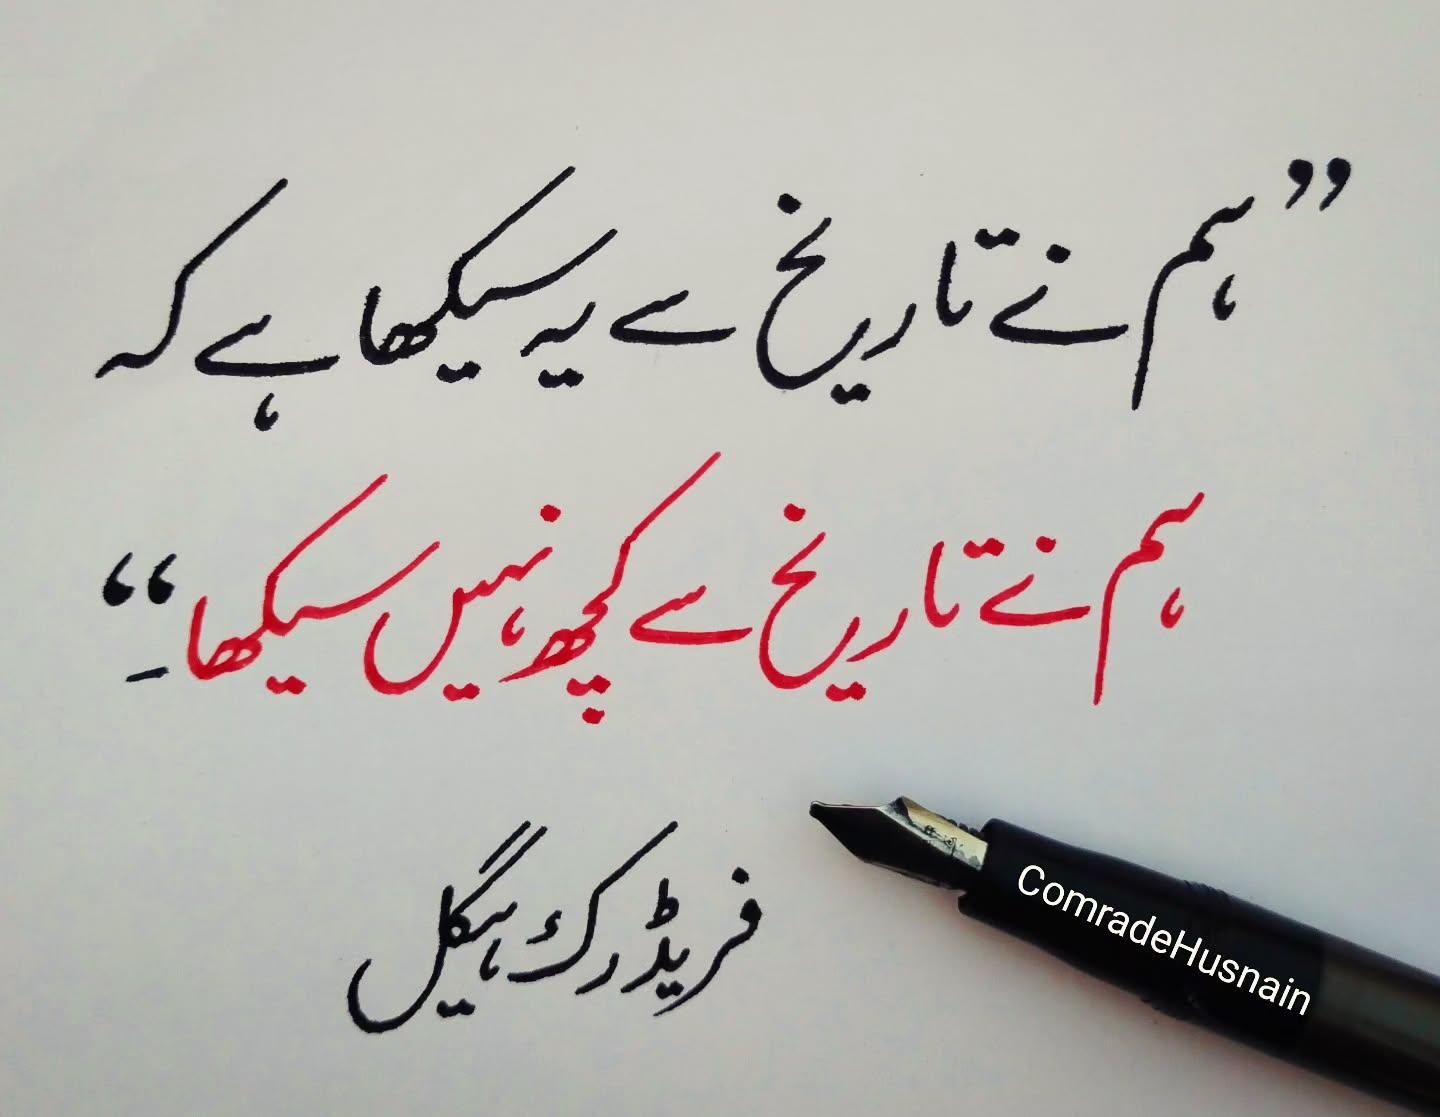 ”ہم نے تاریخ سے یہ سیکھا ہے کہ
ہم نے تاریخ سے کچھ نہیں سیکھا۔“
فریڈرک ہیگل
ComradeHusnain